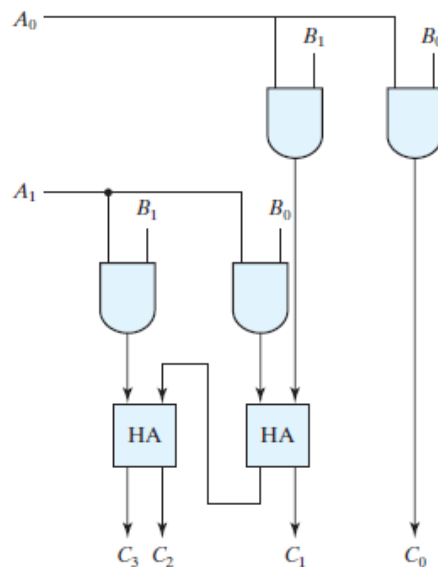 A₀
B₁ B₀
A₁
B₁ B₀
HA HA
C₃ C₂ C₁ C₀